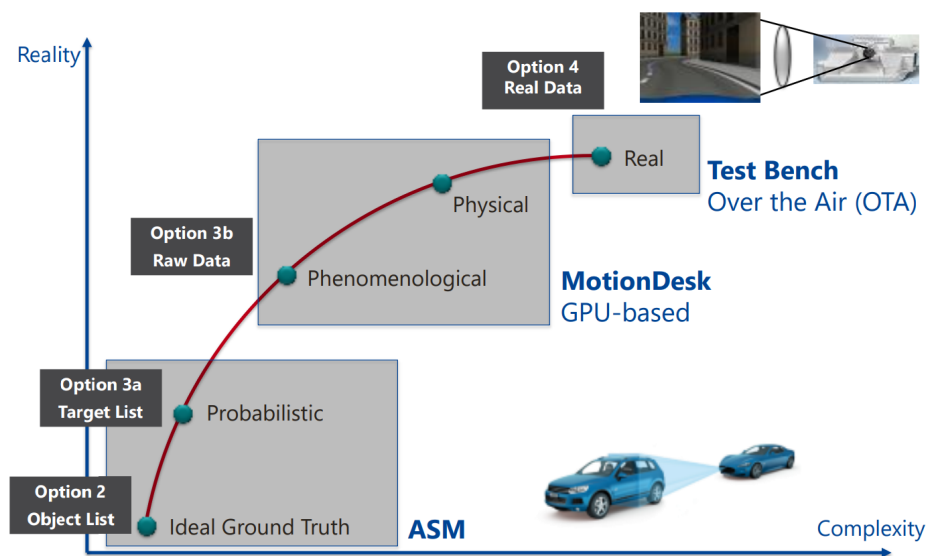 Reality
Option 4
Real Data
Real
Test Bench
Over the Air (OTA)
Physical
Option 3b
Raw Data
Phenomenological
MotionDesk
GPU-based
Option 3a
Target List
Probabilistic
Option 2
Object List
Ideal Ground Truth
ASM
Complexity